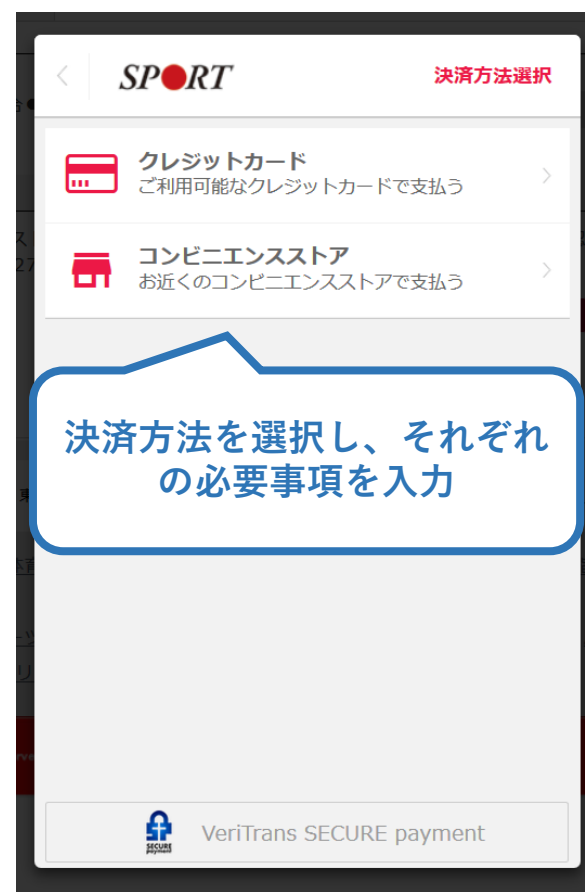 SPORT
決済方法選択
クレジットカード
ご利用可能なクレジットカードで支払う
コンビニエンスストア
お近くのコンビニエンスストアで支払う
決済方法を選択し、それぞれ
の必要事項を入力
SECURE
payment
VeriTrans SECURE payment